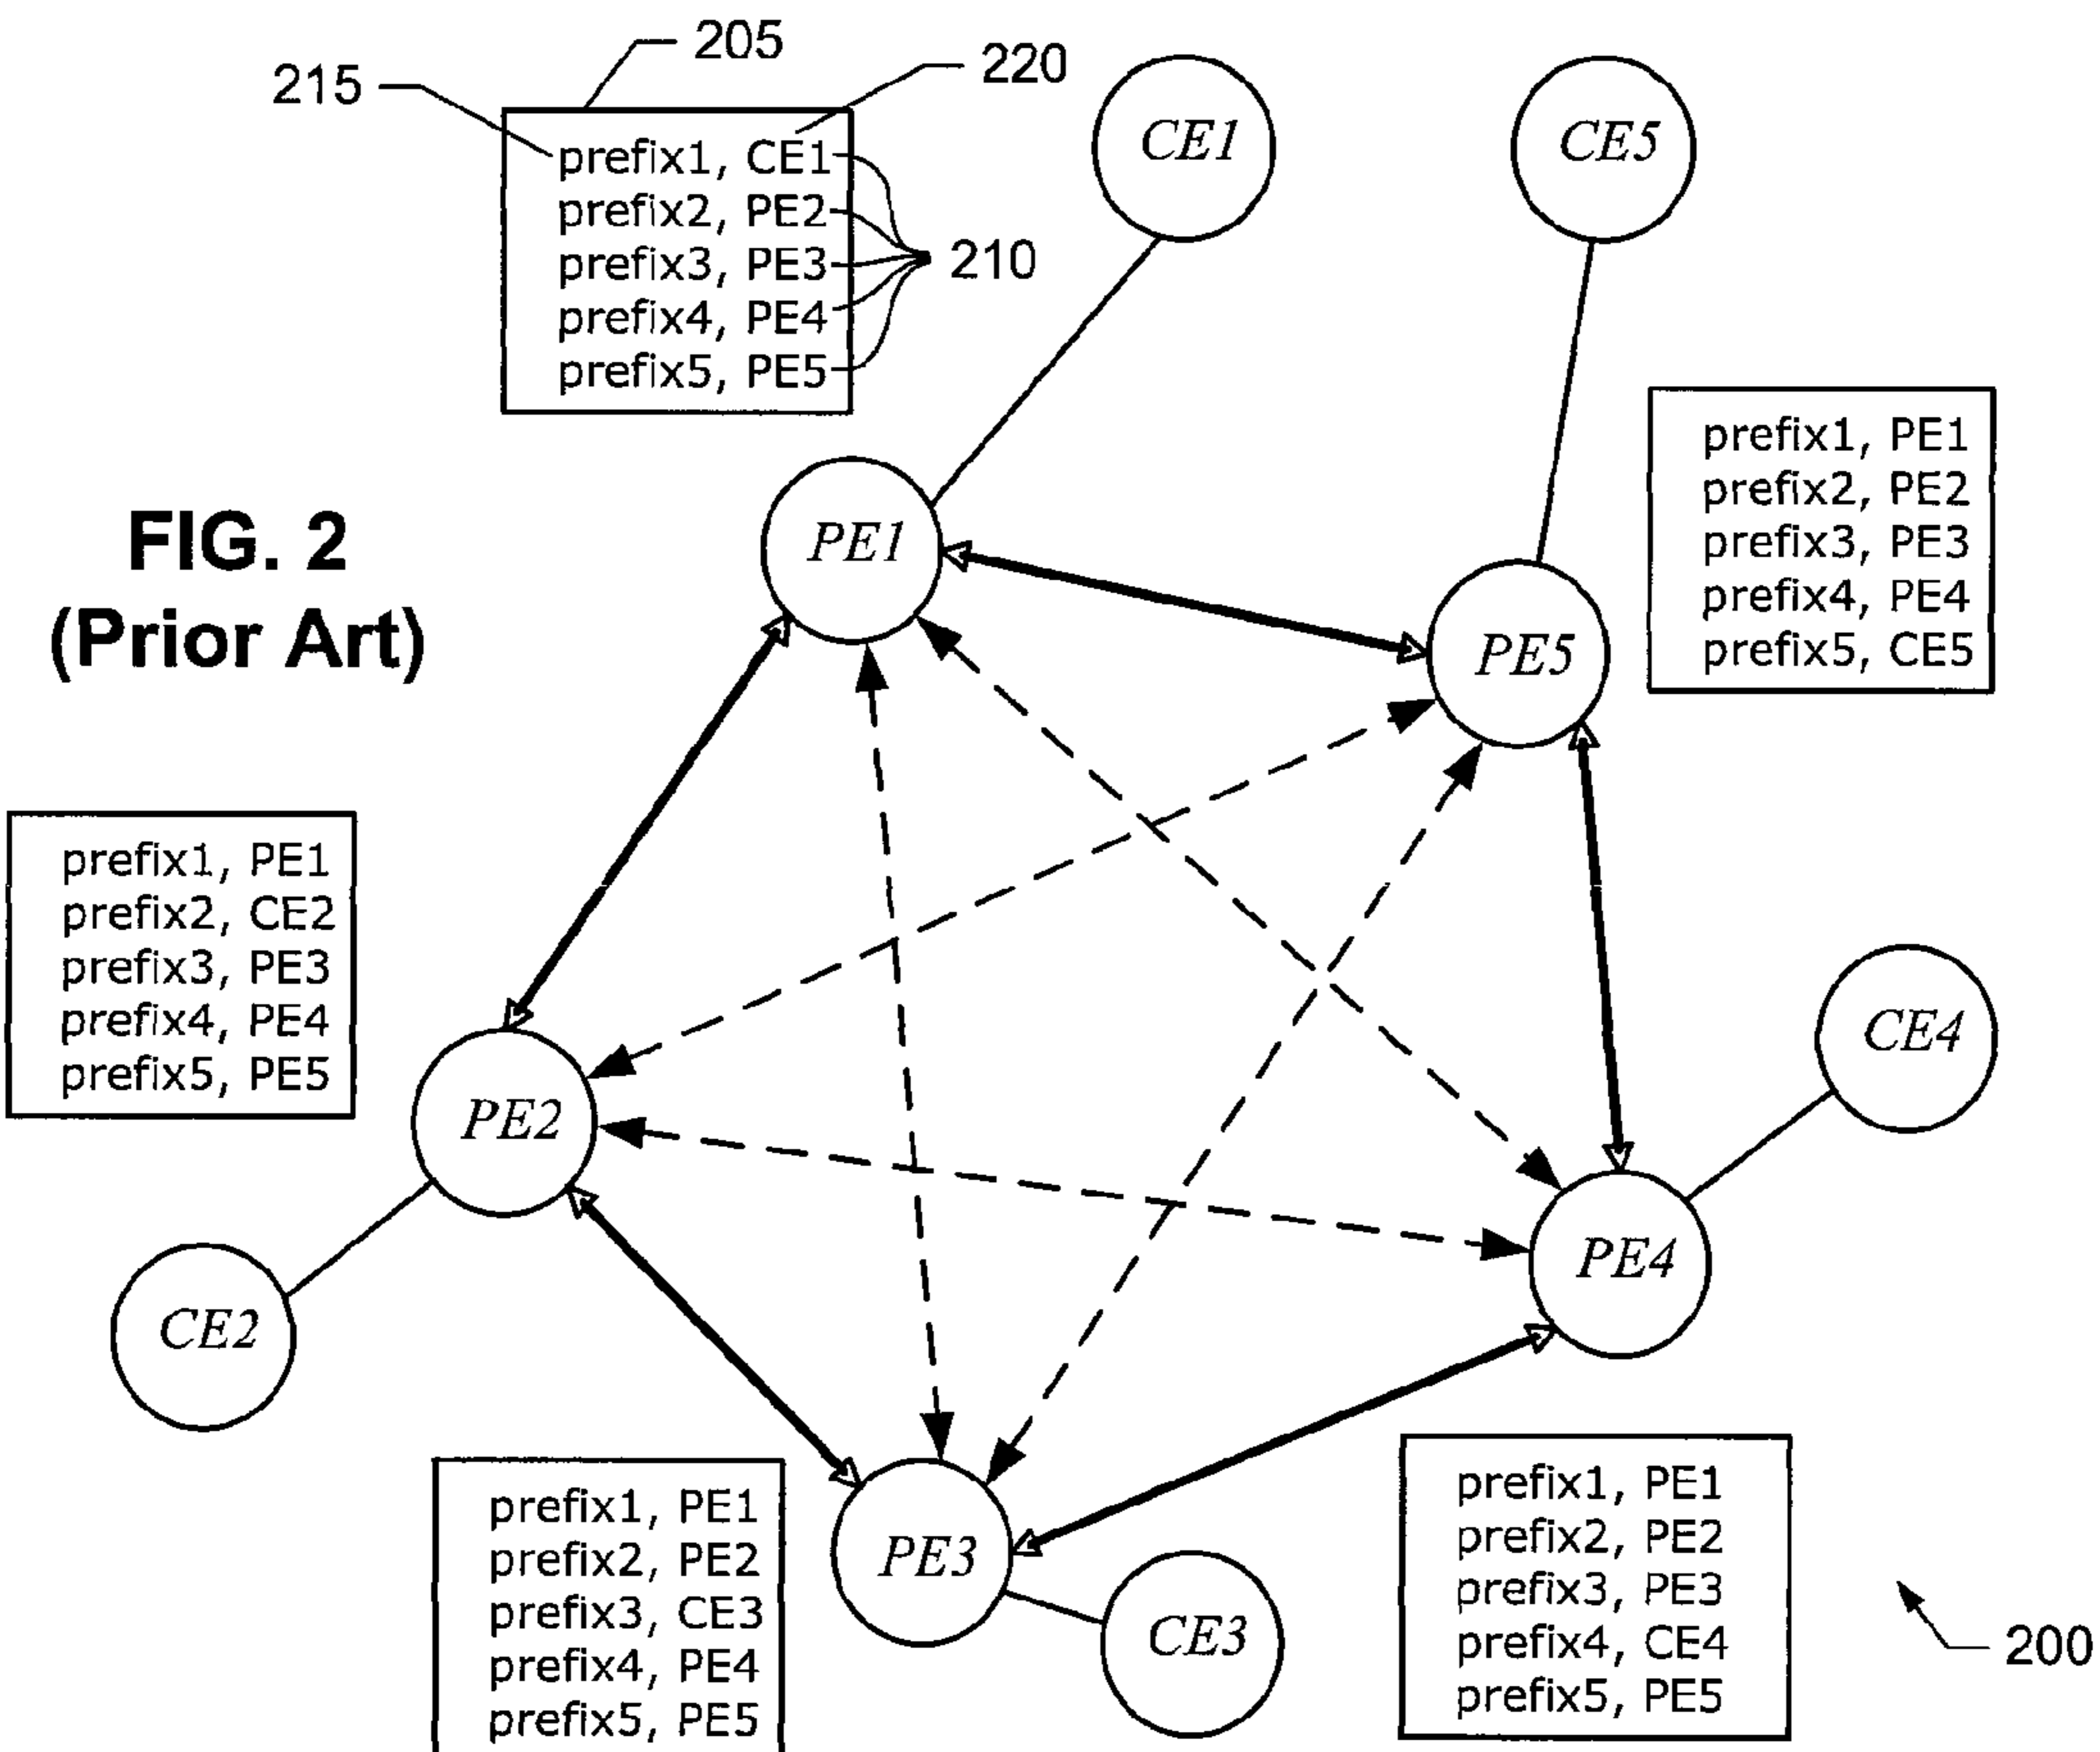 205
220
215
prefix1, CE1
prefix2, PE2
prefix3, PE3
prefix4, PE4
prefix5, PE5
210
CE1
CE5
FIG. 2
(Prior Art)
PE1
PE5
prefix1, PE1
prefix2, PE2
prefix3, PE3
prefix4, PE4
prefix5, CE5
prefix1, PE1
prefix2, CE2
prefix3, PE3
prefix4, PE4
prefix5, PE5
PE2
CE4
PE4
CE2
prefix1, PE1
prefix2, PE2
prefix3, CE3
prefix4, PE4
prefix5, PE5
PE3
CE3
prefix1, PE1
prefix2, PE2
prefix3, PE3
prefix4, CE4
prefix5, PE5
200